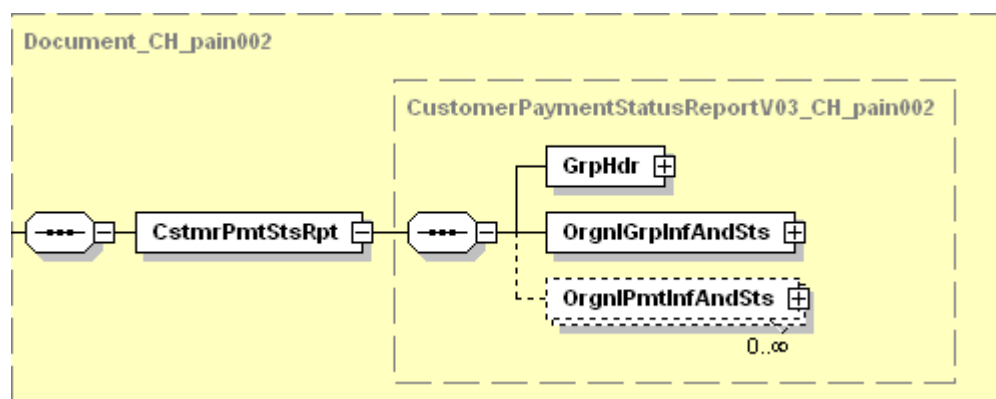 Document_CH_pain002
CustomerPaymentStatusReportV03_CH_pain002
GrpHdr
CstmrPmtStsRpt
OrgnlGrpInfAndSts
OrgnlPmtInfAndSts
0..∞